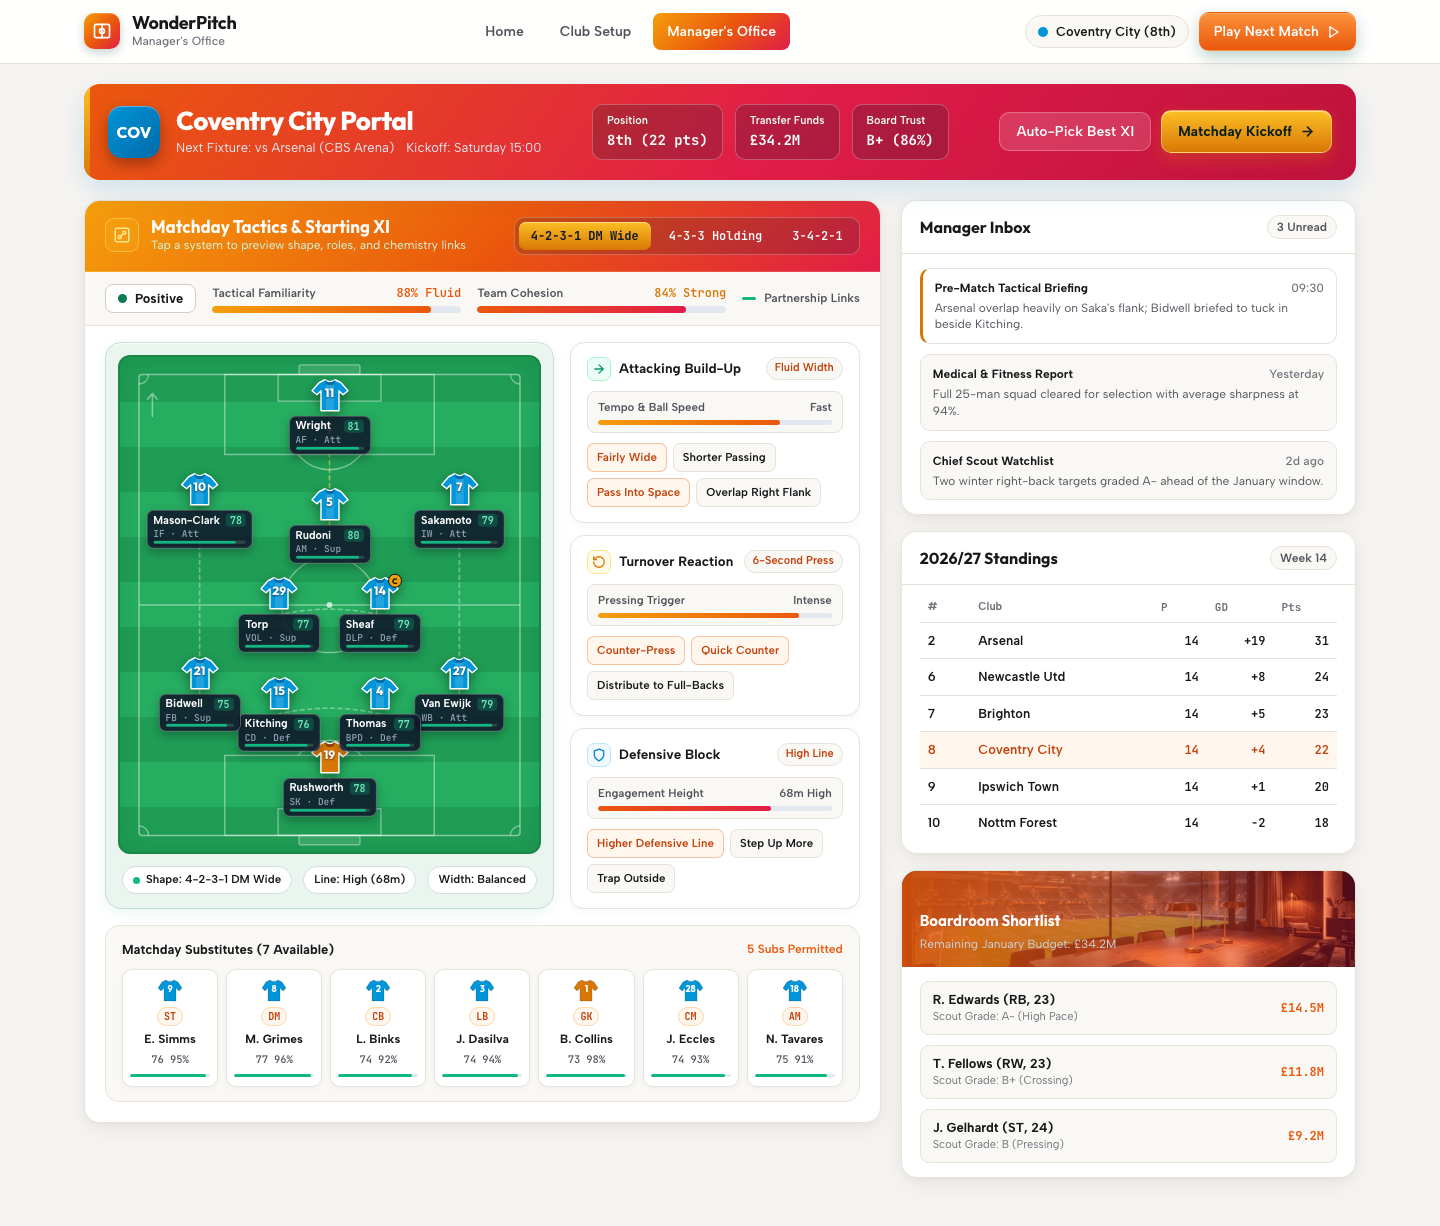 WonderPitch
Manager's Office
Home
Club Setup
Manager's Office
Coventry City (8th)
Play Next Match
COV
Coventry City Portal
Next Fixture: vs Arsenal (CBS Arena) Kickoff: Saturday 15:00
Position
8th (22 pts)
Transfer Funds
£34.2M
Board Trust
B+ (86%)
Auto-Pick Best XI
Matchday Kickoff
Matchday Tactics & Starting XI
Tap a system to preview shape, roles, and chemistry links
4-2-3-1 DM Wide
4-3-3 Holding
3-4-2-1
Positive
Tactical Familiarity
88% Fluid
Team Cohesion
84% Strong
Partnership Links
11
Wright 81
AF · Att
10
Mason-Clark 78
IF · Att
5
Rudoni 80
AM · Sup
7
Sakamoto 79
IW · Att
29
Torp 77
VOL · Sup
14
C
Sheaf 79
DLP · Def
21
Bidwell 75
FB · Sup
15
Kitching 76
CD · Def
4
Thomas 77
BPD · Def
27
Van Ewijk 79
WB · Att
19
Rushworth 78
SK · Def
Shape: 4-2-3-1 DM Wide
Line: High (68m)
Width: Balanced
Attacking Build-Up
Fluid Width
Tempo & Ball Speed
Fast
Fairly Wide
Shorter Passing
Pass Into Space
Overlap Right Flank
Turnover Reaction
6-Second Press
Pressing Trigger
Intense
Counter-Press
Quick Counter
Distribute to Full-Backs
Defensive Block
High Line
Engagement Height
68m High
Higher Defensive Line
Step Up More
Trap Outside
Matchday Substitutes (7 Available)
5 Subs Permitted
9
ST
E. Simms
76 95%
8
DM
M. Grimes
77 96%
2
CB
L. Binks
74 92%
3
LB
J. Dasilva
74 94%
1
GK
B. Collins
73 98%
28
CM
J. Eccles
74 93%
18
AM
N. Tavares
75 91%
Manager Inbox
3 Unread
Pre-Match Tactical Briefing
09:30
Arsenal overlap heavily on Saka's flank; Bidwell briefed to tuck in
beside Kitching.
Medical & Fitness Report
Yesterday
Full 25-man squad cleared for selection with average sharpness at
94%.
Chief Scout Watchlist
2d ago
Two winter right-back targets graded A- ahead of the January window.
2026/27 Standings
Week 14
# Club P GD Pts
2 Arsenal 14 +19 31
6 Newcastle Utd 14 +8 24
7 Brighton 14 +5 23
8 Coventry City 14 +4 22
9 Ipswich Town 14 +1 20
10 Nottm Forest 14 -2 18
Boardroom Shortlist
Remaining January Budget: £34.2M
R. Edwards (RB, 23)
Scout Grade: A- (High Pace)
£14.5M
T. Fellows (RW, 23)
Scout Grade: B+ (Crossing)
£11.8M
J. Gelhardt (ST, 24)
Scout Grade: B (Pressing)
£9.2M